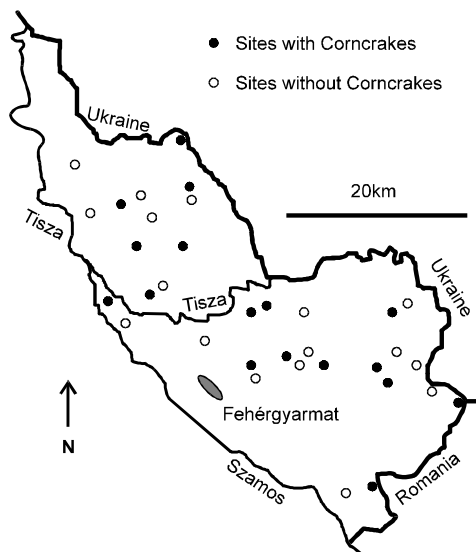 Sites with Corncrakes
Sites without Corncrakes
Ukraine
20km
Tisza
Tisza
Ukraine
Fehérgyarmat
N
Szamos
Romania